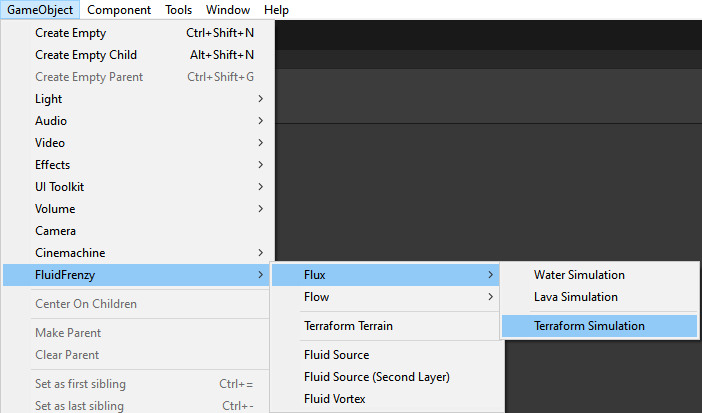 GameObject Component Tools Window Help
Create Empty Ctrl+Shift+N
Create Empty Child Alt+Shift+N
Create Empty Parent Ctrl+Shift+G
Light
Audio
Video
Effects
UI Toolkit
Volume
Camera
Cinemachine
FluidFrenzy
Center On Children
Make Parent
Clear Parent
Set as first sibling Ctrl+=
Set as last sibling Ctrl+-
Flux
Flow
Terraform Terrain
Fluid Source
Fluid Source (Second Layer)
Fluid Vortex
Water Simulation
Lava Simulation
Terraform Simulation